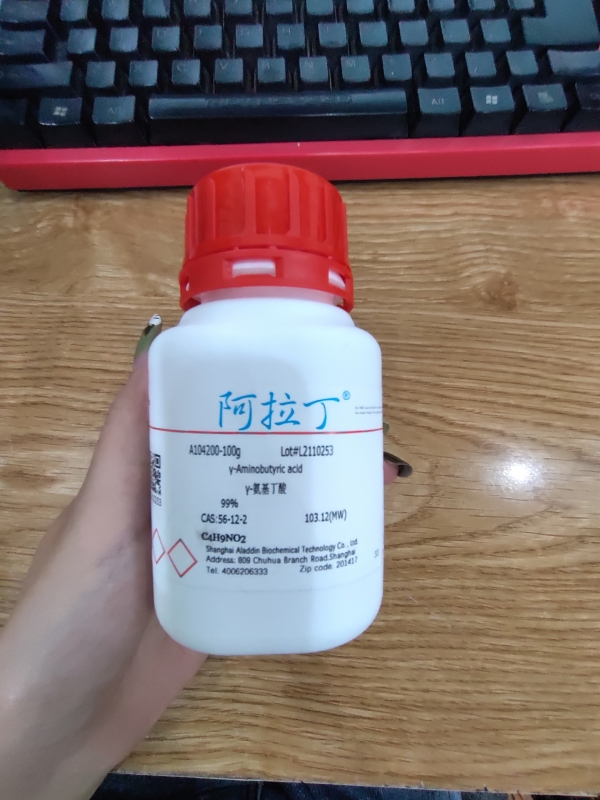 Alt
阿拉丁®
A104200-100g Lot#L2110253
γ-Aminobutyric acid
γ-氨基丁酸
99%
CAS:56-12-2 103.12(MW)
C4H9NO2
Shanghai Aladdin Biochemical Technology Co., Ltd.
Address: 809 Chuhua Branch Road,Shanghai
Tel: 4006206333 Zip code: 201417